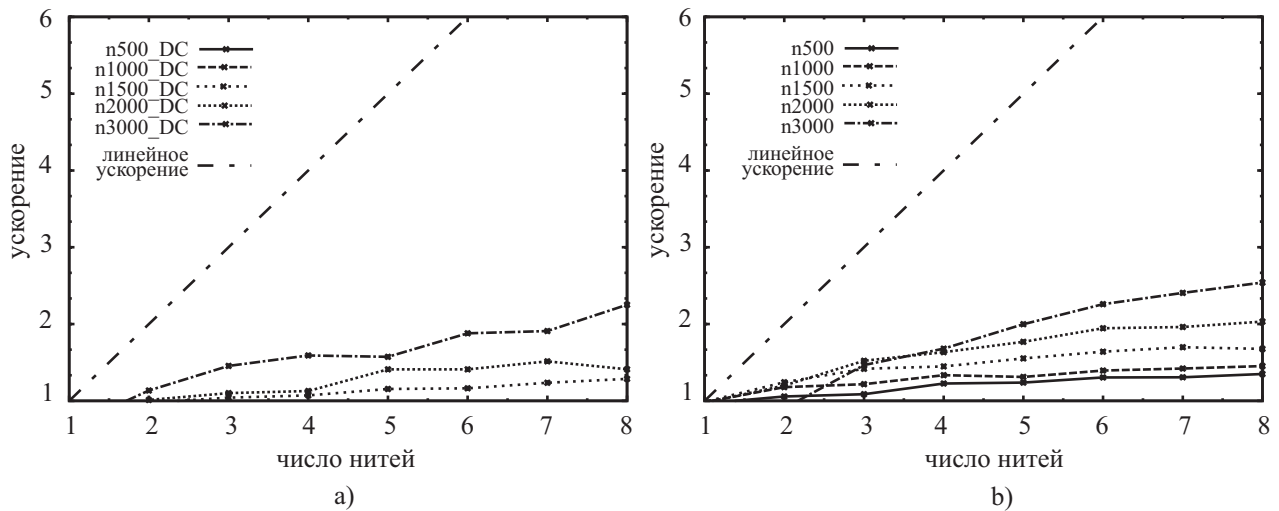 6
5
4
3
2
1
ускорение
n500_DC
n1000_DC
n1500_DC
n2000_DC
n3000_DC
линейное
ускорение
1 2 3 4 5 6 7 8
число нитей
a)
6
5
4
3
2
1
ускорение
n500
n1000
n1500
n2000
n3000
линейное
ускорение
1 2 3 4 5 6 7 8
число нитей
b)